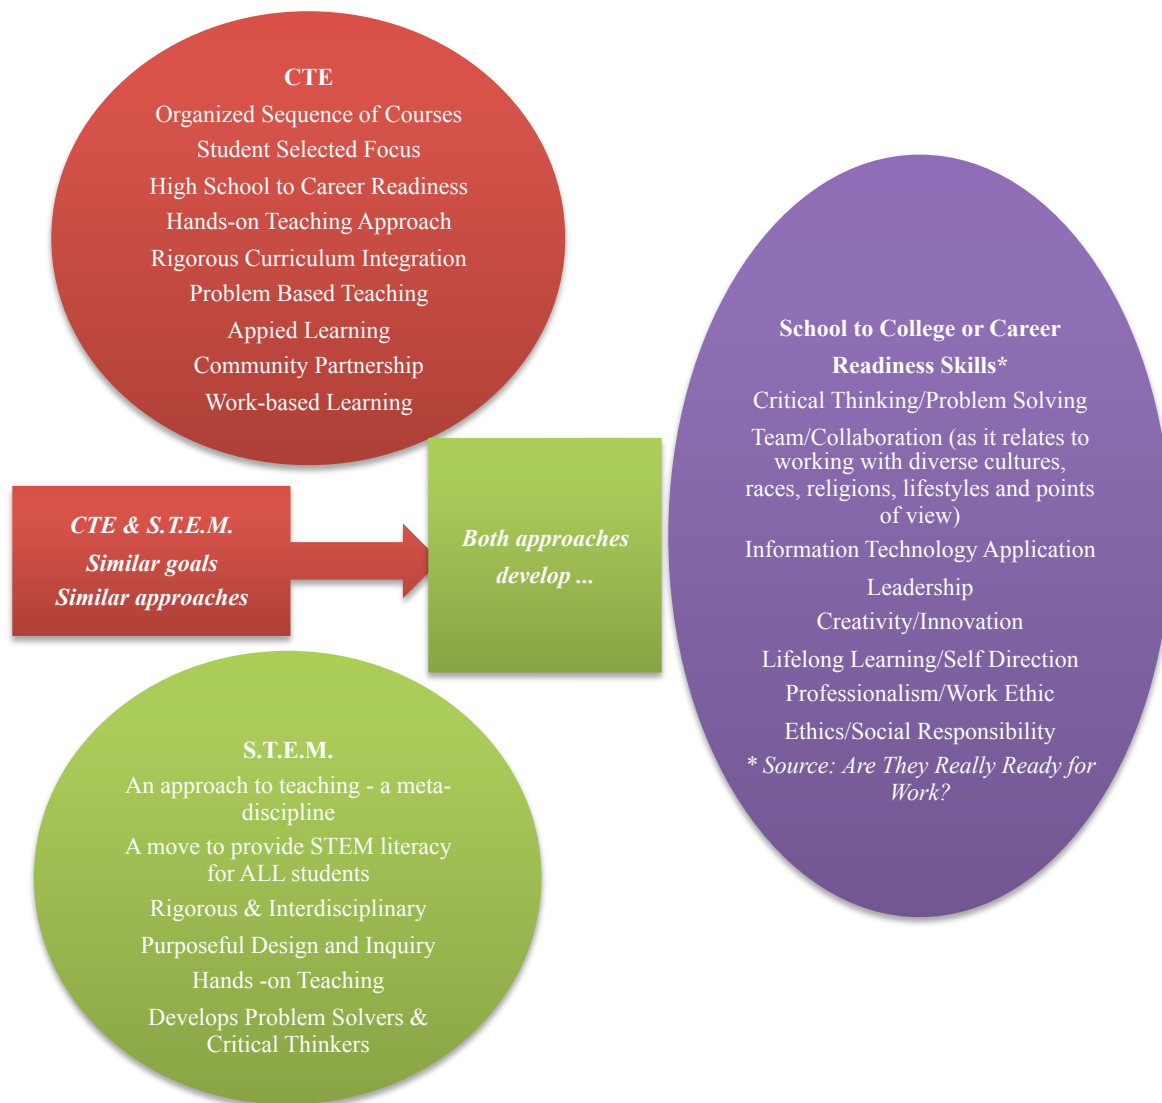 CTE
Organized Sequence of Courses
Student Selected Focus
High School to Career Readiness
Hands-on Teaching Approach
Rigorous Curriculum Integration
Problem Based Teaching
Appied Learning
Community Partnership
Work-based Learning
CTE & S.T.E.M.
Similar goals
Similar approaches
Both approaches
develop ...
S.T.E.M.
An approach to teaching - a meta-
discipline
A move to provide STEM literacy
for ALL students
Rigorous & Interdisciplinary
Purposeful Design and Inquiry
Hands -on Teaching
Develops Problem Solvers &
Critical Thinkers
School to College or Career
Readiness Skills*
Critical Thinking/Problem Solving
Team/Collaboration (as it relates to
working with diverse cultures,
races, religions, lifestyles and points
of view)
Information Technology Application
Leadership
Creativity/Innovation
Lifelong Learning/Self Direction
Professionalism/Work Ethic
Ethics/Social Responsibility
* Source: Are They Really Ready for
Work?